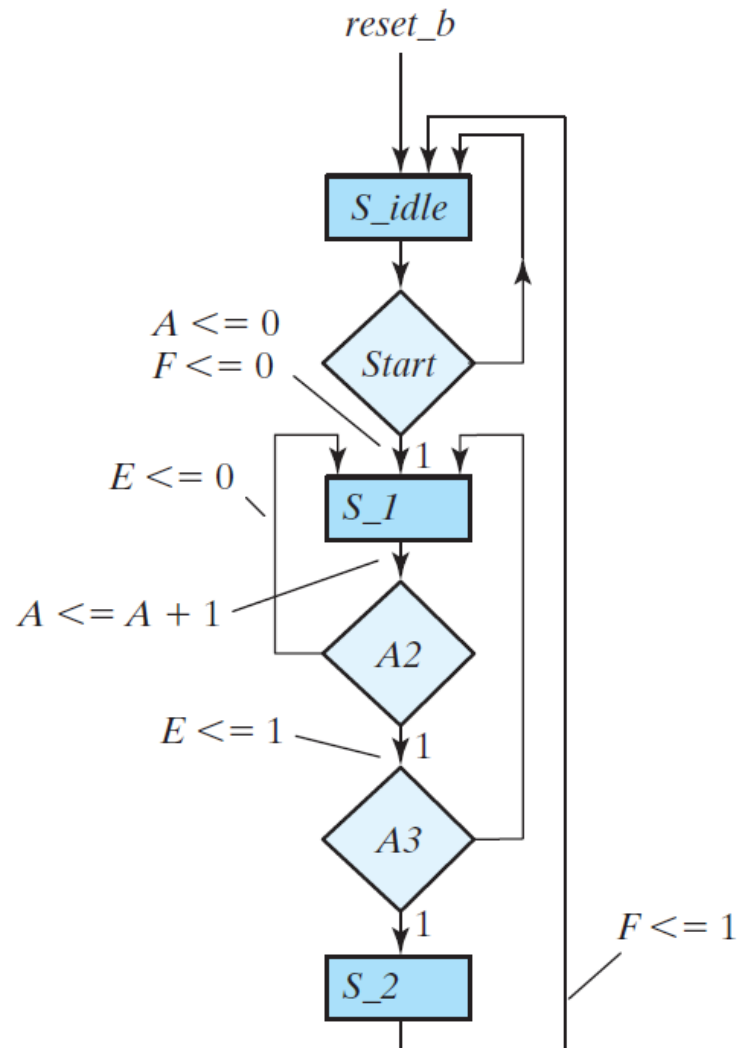 reset_b
S_idle
A <= 0
F <= 0
Start
1
E <= 0
S_1
A <= A + 1
A2
E <= 1
1
A3
1
F <= 1
S_2